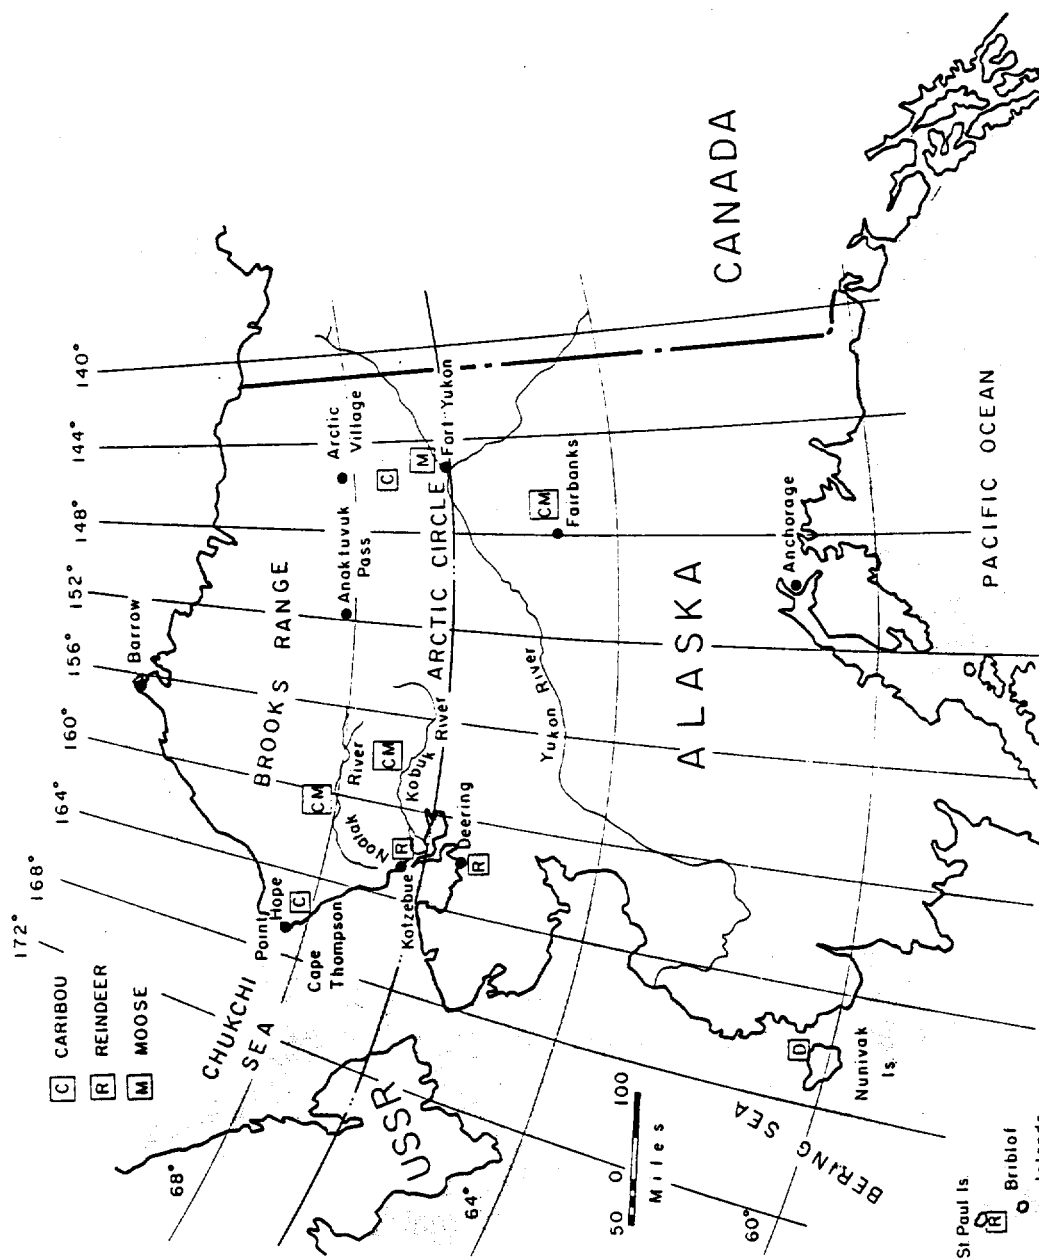 172°
168°
164°
160°
156°
152°
148°
144°
140°
C CARIBOU
R REINDEER
M MOOSE
CHUKCHI
SEA
Point
Hope
C
Cape
Thompson
Barrow
BROOKS RANGE
CM
Noatak
River
CM
Kobuk River
Anaktuvuk
Pass
Arctic
Village
C
M
Fort Yukon
ARCTIC CIRCLE
Kotzebue
R
Deering
R
USSR
68°
64°
60°
Yukon River
CM
Fairbanks
ALASKA
CANADA
Anchorage
PACIFIC OCEAN
50 0 100
Miles
BERING SEA
D
Nunivak
Is.
St. Paul Is.
R
Briblof
Islands